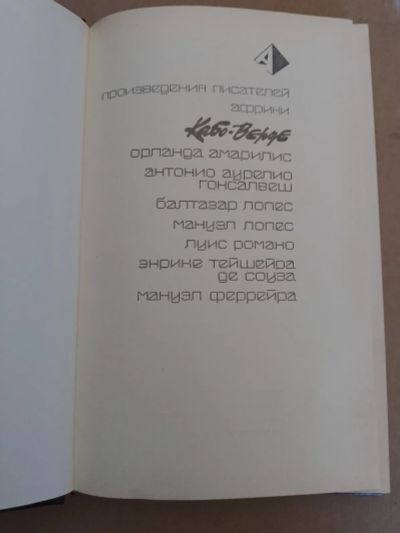 произведения писателей
африки
Кабо-Верде
орланда амарилис
антонио аурелио
гонсалвеш
балтазар лопес
мануэл лопес
луис романо
энрике тейшейра
де соуза
мануэл феррейра